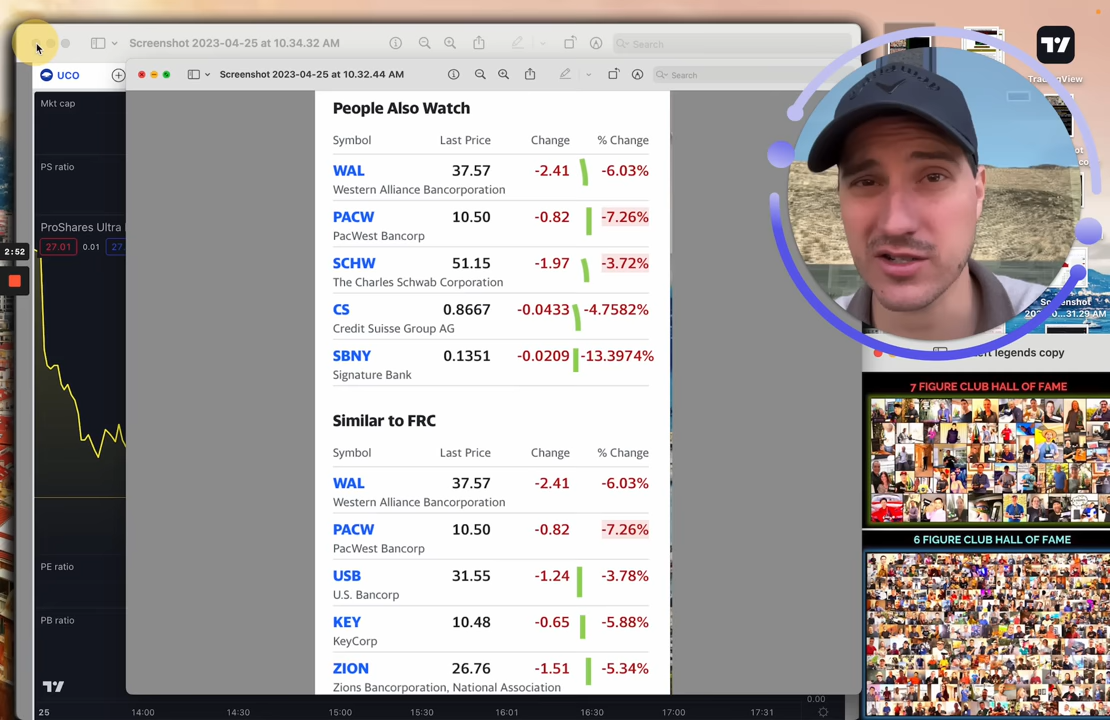 Screenshot 2023-04-25 at 10.34.32 AM
Search
UCO
Screenshot 2023-04-25 at 10.32.44 AM
Search
TradingView
Mkt cap
PS ratio
ProShares Ultra
27.01 0.01 27.
2:52
PE ratio
PB ratio
25 14:00 14:30 15:00 15:30 16:01 16:30 17:00 17:31
0.00
People Also Watch
Symbol Last Price Change % Change
WAL 37.57 -2.41 -6.03%
Western Alliance Bancorporation
PACW 10.50 -0.82 -7.26%
PacWest Bancorp
SCHW 51.15 -1.97 -3.72%
The Charles Schwab Corporation
CS 0.8667 -0.0433 -4.7582%
Credit Suisse Group AG
SBNY 0.1351 -0.0209 -13.3974%
Signature Bank
Similar to FRC
Symbol Last Price Change % Change
WAL 37.57 -2.41 -6.03%
Western Alliance Bancorporation
PACW 10.50 -0.82 -7.26%
PacWest Bancorp
USB 31.55 -1.24 -3.78%
U.S. Bancorp
KEY 10.48 -0.65 -5.88%
KeyCorp
ZION 26.76 -1.51 -5.34%
Zions Bancorporation, National Association
Screenshot
31.29 AM
legends copy
7 FIGURE CLUB HALL OF FAME
6 FIGURE CLUB HALL OF FAME